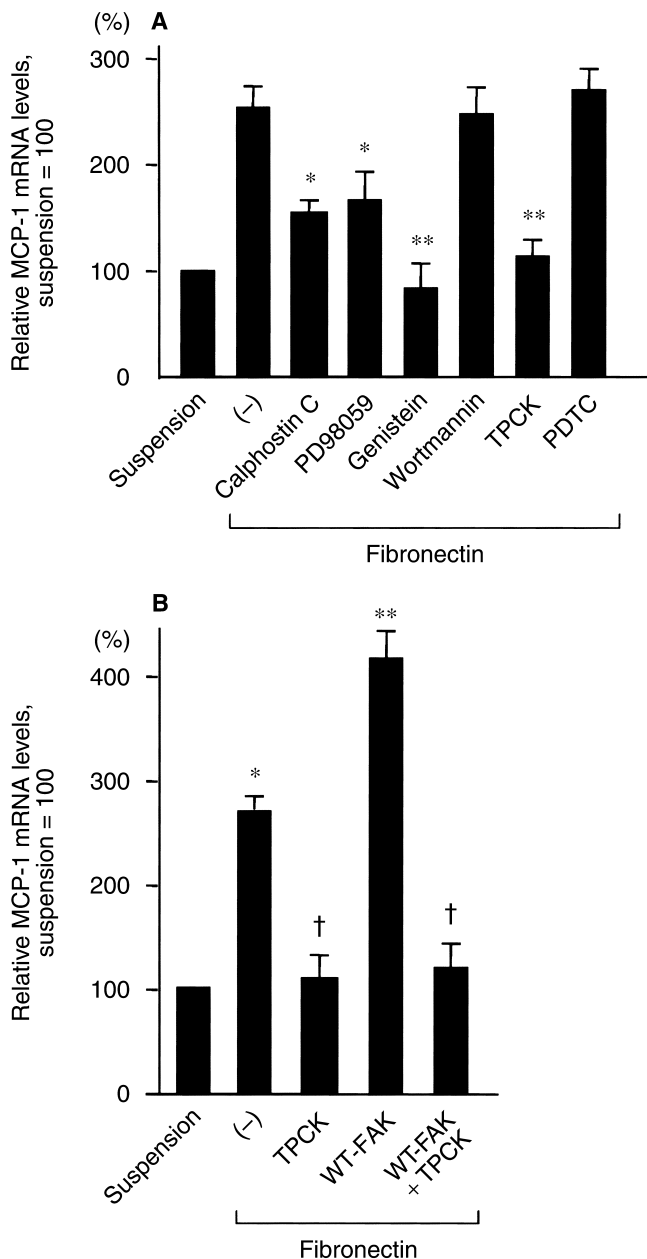 (%) A
Relative MCP-1 mRNA levels,
suspension = 100
300
200
100
0
*
*
**
**
Suspension
(−)
Calphostin C
PD98059
Genistein
Wortmannin
TPCK
PDTC
Fibronectin
B
(%)
Relative MCP-1 mRNA levels,
suspension = 100
400
300
200
100
0
*
†
**
†
Suspension
(−)
TPCK
WT-FAK
WT-FAK
+ TPCK
Fibronectin